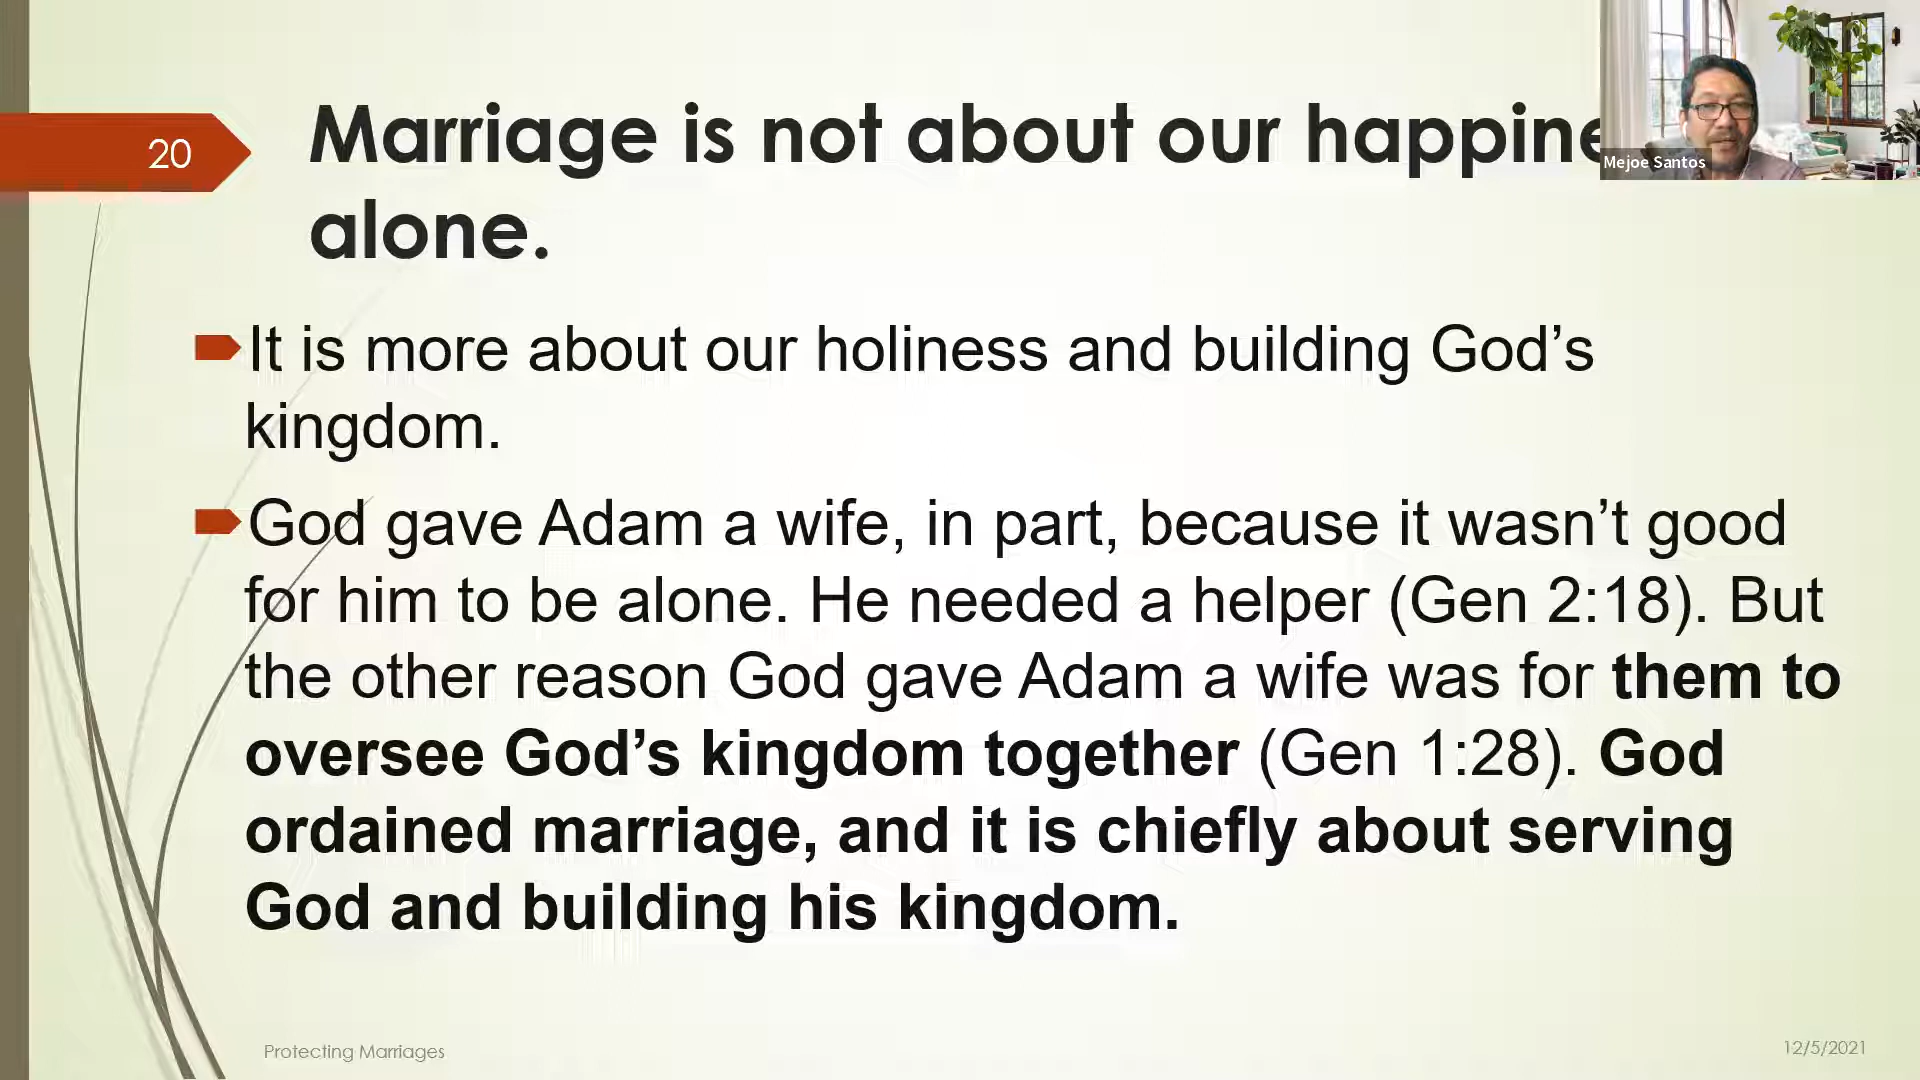 20
Marriage is not about our happine
alone.
Mejoe Santos
It is more about our holiness and building God’s
kingdom.
God gave Adam a wife, in part, because it wasn’t good
for him to be alone. He needed a helper (Gen 2:18). But
the other reason God gave Adam a wife was for them to
oversee God’s kingdom together (Gen 1:28). God
ordained marriage, and it is chiefly about serving
God and building his kingdom.
Protecting Marriages
12/5/2021